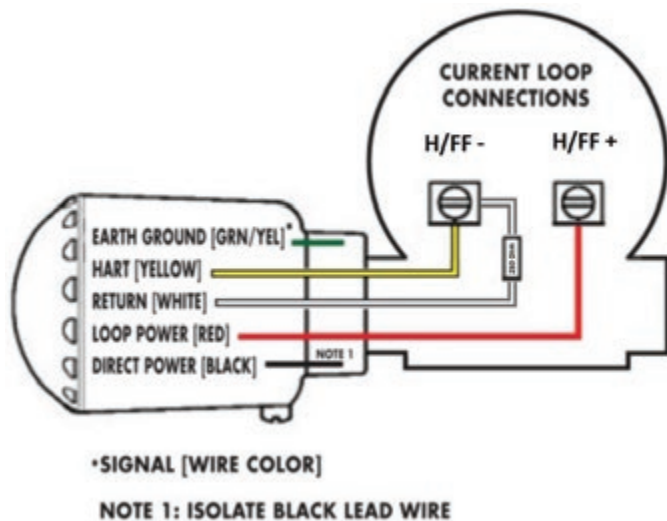 CURRENT LOOP
CONNECTIONS
H/FF - H/FF +
EARTH GROUND [GRN/YEL]*
HART [YELLOW]
RETURN [WHITE]
LOOP POWER [RED]
DIRECT POWER [BLACK]
NOTE 1
•SIGNAL [WIRE COLOR]
NOTE 1: ISOLATE BLACK LEAD WIRE